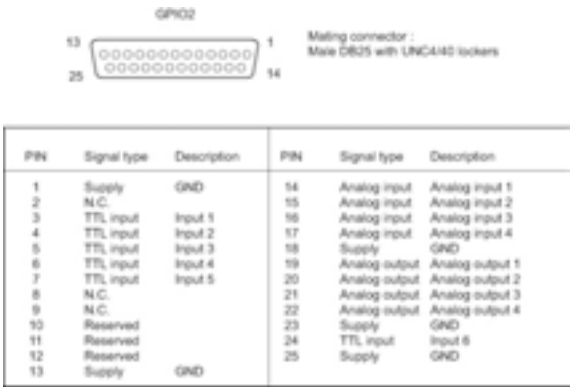 GPIO2
Mating connector :
Male DB25 with UNC4/40 lockers
13 1
25 14
PIN Signal type Description PIN Signal type Description
1 Supply GND 14 Analog input Analog input 1
2 N.C. 15 Analog input Analog input 2
3 TTL input Input 1 16 Analog input Analog input 3
4 TTL input Input 2 17 Analog input Analog input 4
5 TTL input Input 3 18 Supply GND
6 TTL input Input 4 19 Analog output Analog output 1
7 TTL input Input 5 20 Analog output Analog output 2
8 N.C. 21 Analog output Analog output 3
9 N.C. 22 Analog output Analog output 4
10 Reserved 23 Supply GND
11 Reserved 24 TTL input Input 6
12 Reserved 25 Supply GND
13 Supply GND